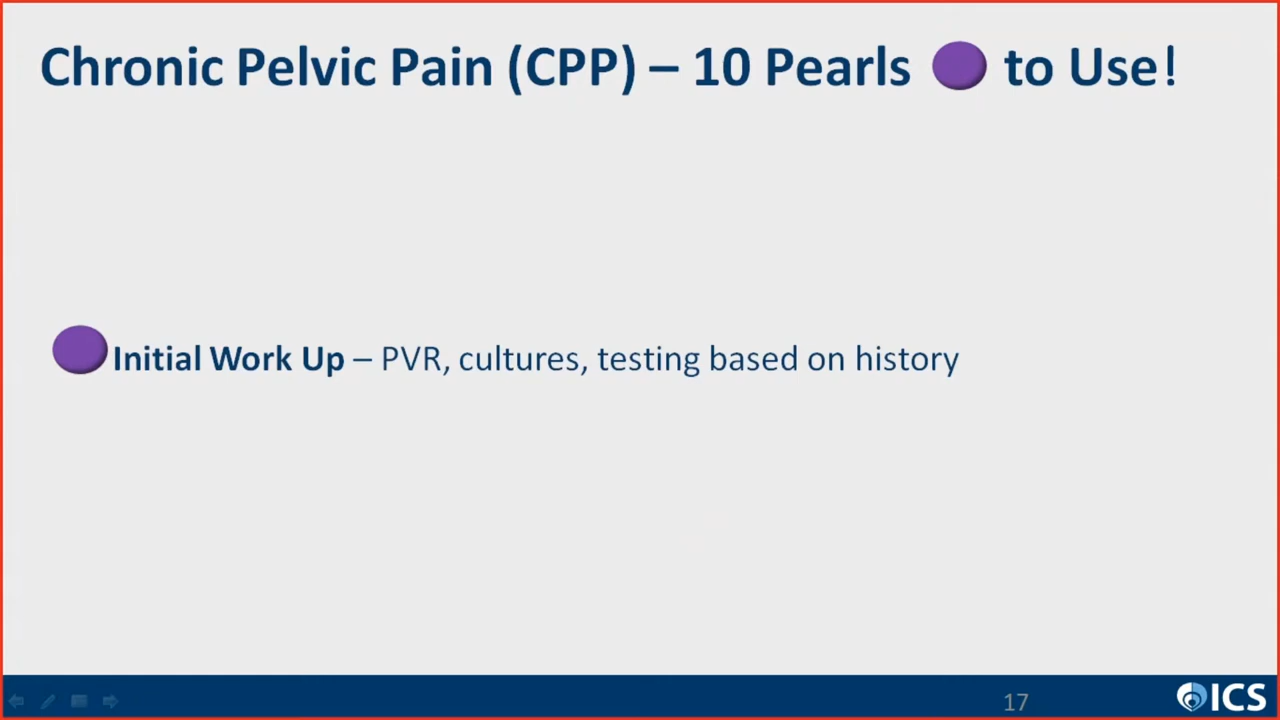 Chronic Pelvic Pain (CPP) – 10 Pearls to Use!
Initial Work Up – PVR, cultures, testing based on history
17
ICS